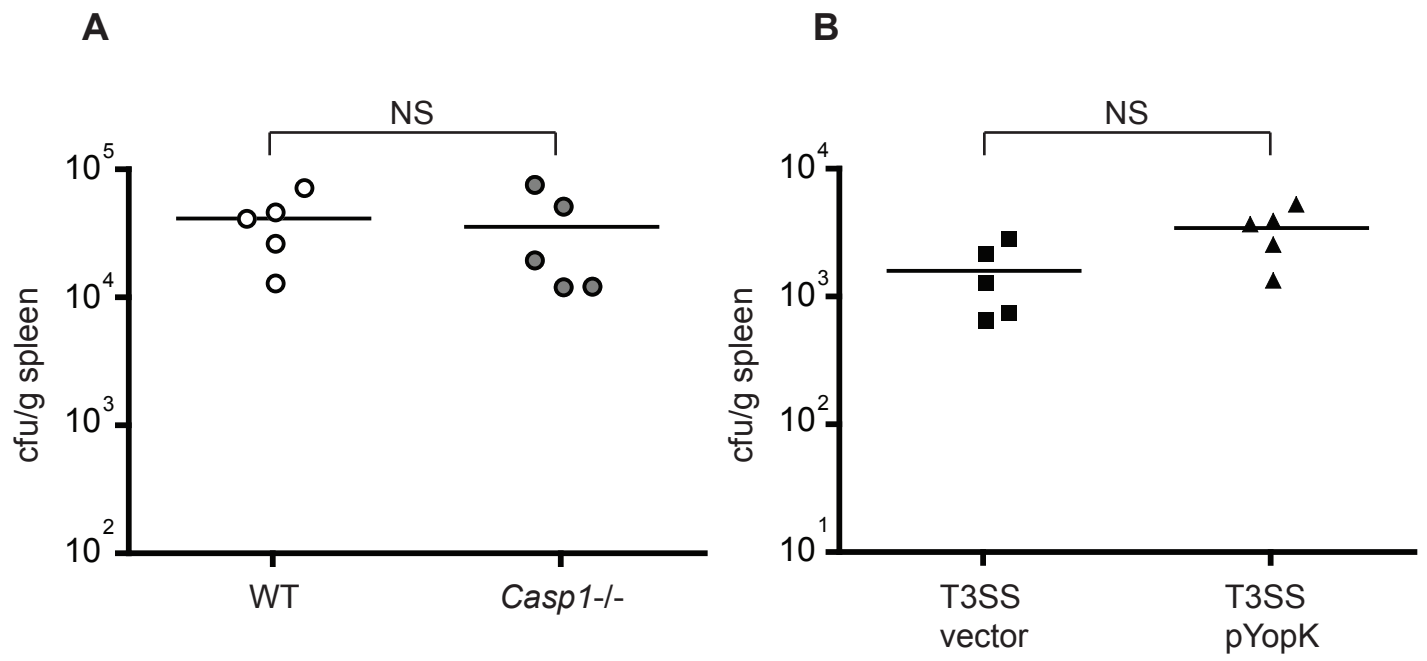 A
NS
10^5
10^4
10^3
10^2
cfu/g spleen
WT
Casp1-/-
B
NS
10^4
10^3
10^2
10^1
cfu/g spleen
T3SS
vector
T3SS
pYopK